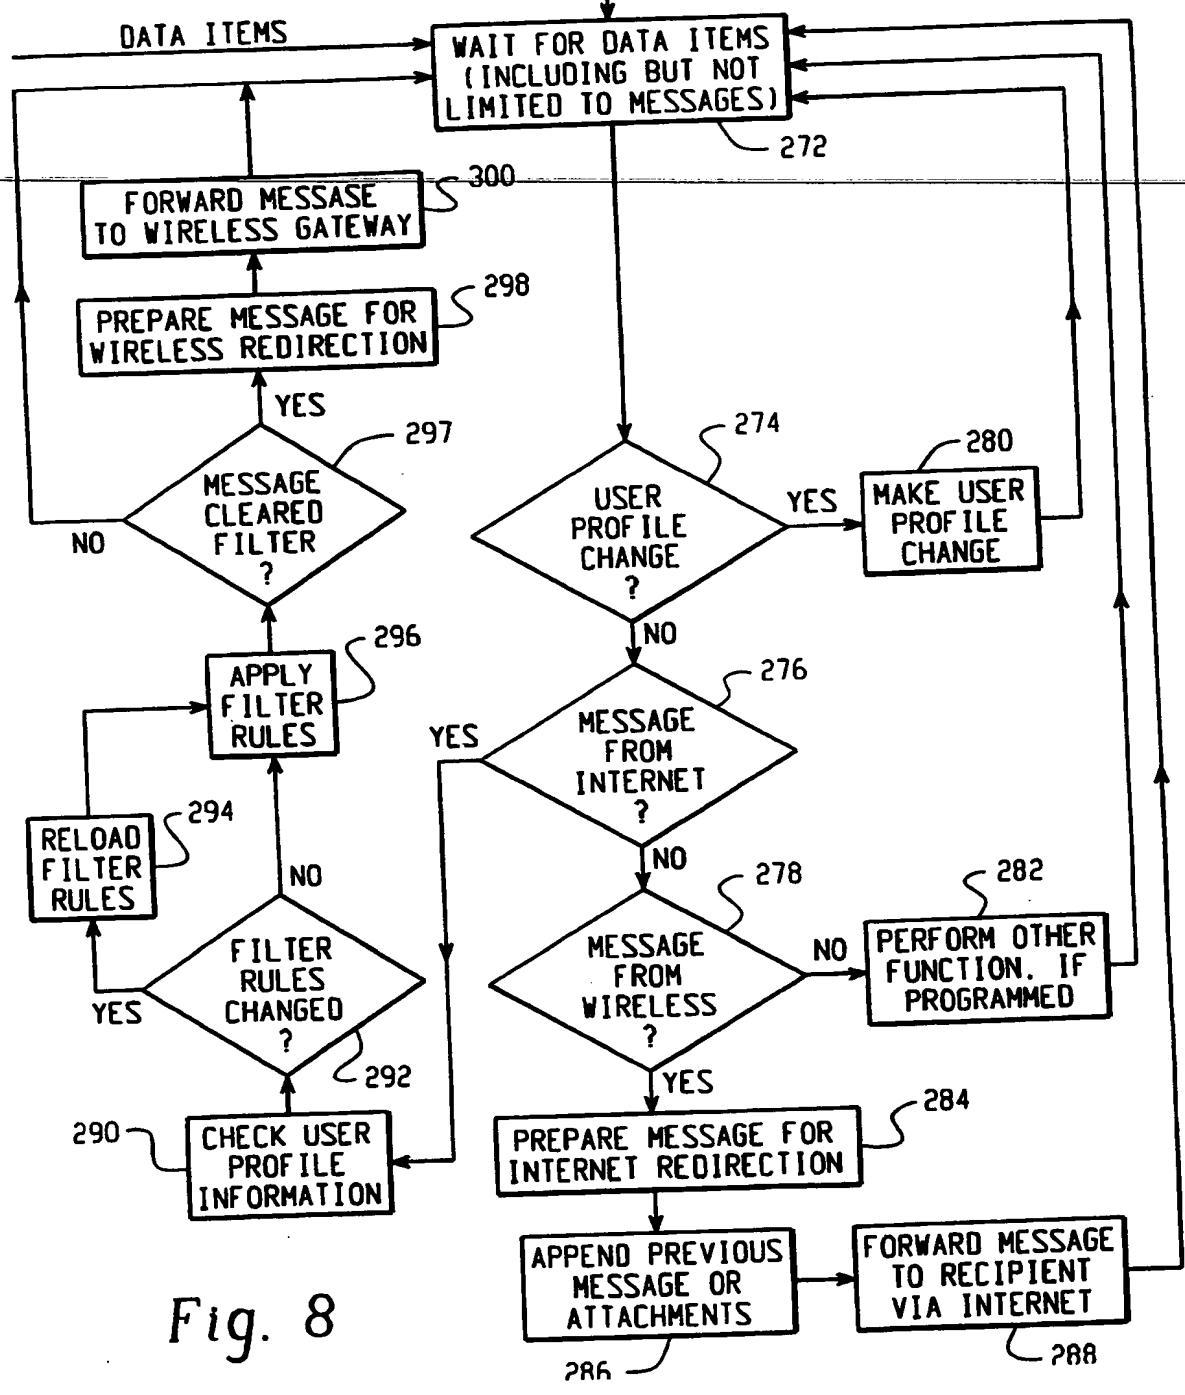 DATA ITEMS
WAIT FOR DATA ITEMS
(INCLUDING BUT NOT
LIMITED TO MESSAGES)
272
300
FORWARD MESSASE
TO WIRELESS GATEWAY
298
PREPARE MESSAGE FOR
WIRELESS REDIRECTION
YES
297
MESSAGE
CLEARED
FILTER
?
NO
274
USER
PROFILE
CHANGE
?
YES
280
MAKE USER
PROFILE
CHANGE
NO
296
APPLY
FILTER
RULES
276
MESSAGE
FROM
INTERNET
?
YES
NO
294
RELOAD
FILTER
RULES
NO
278
MESSAGE
FROM
WIRELESS
?
NO
282
PERFORM OTHER
FUNCTION. IF
PROGRAMMED
FILTER
RULES
CHANGED
?
YES
292
YES
290
CHECK USER
PROFILE
INFORMATION
284
PREPARE MESSAGE FOR
INTERNET REDIRECTION
APPEND PREVIOUS
MESSAGE OR
ATTACHMENTS
286
FORWARD MESSAGE
TO RECIPIENT
VIA INTERNET
288
Fig. 8